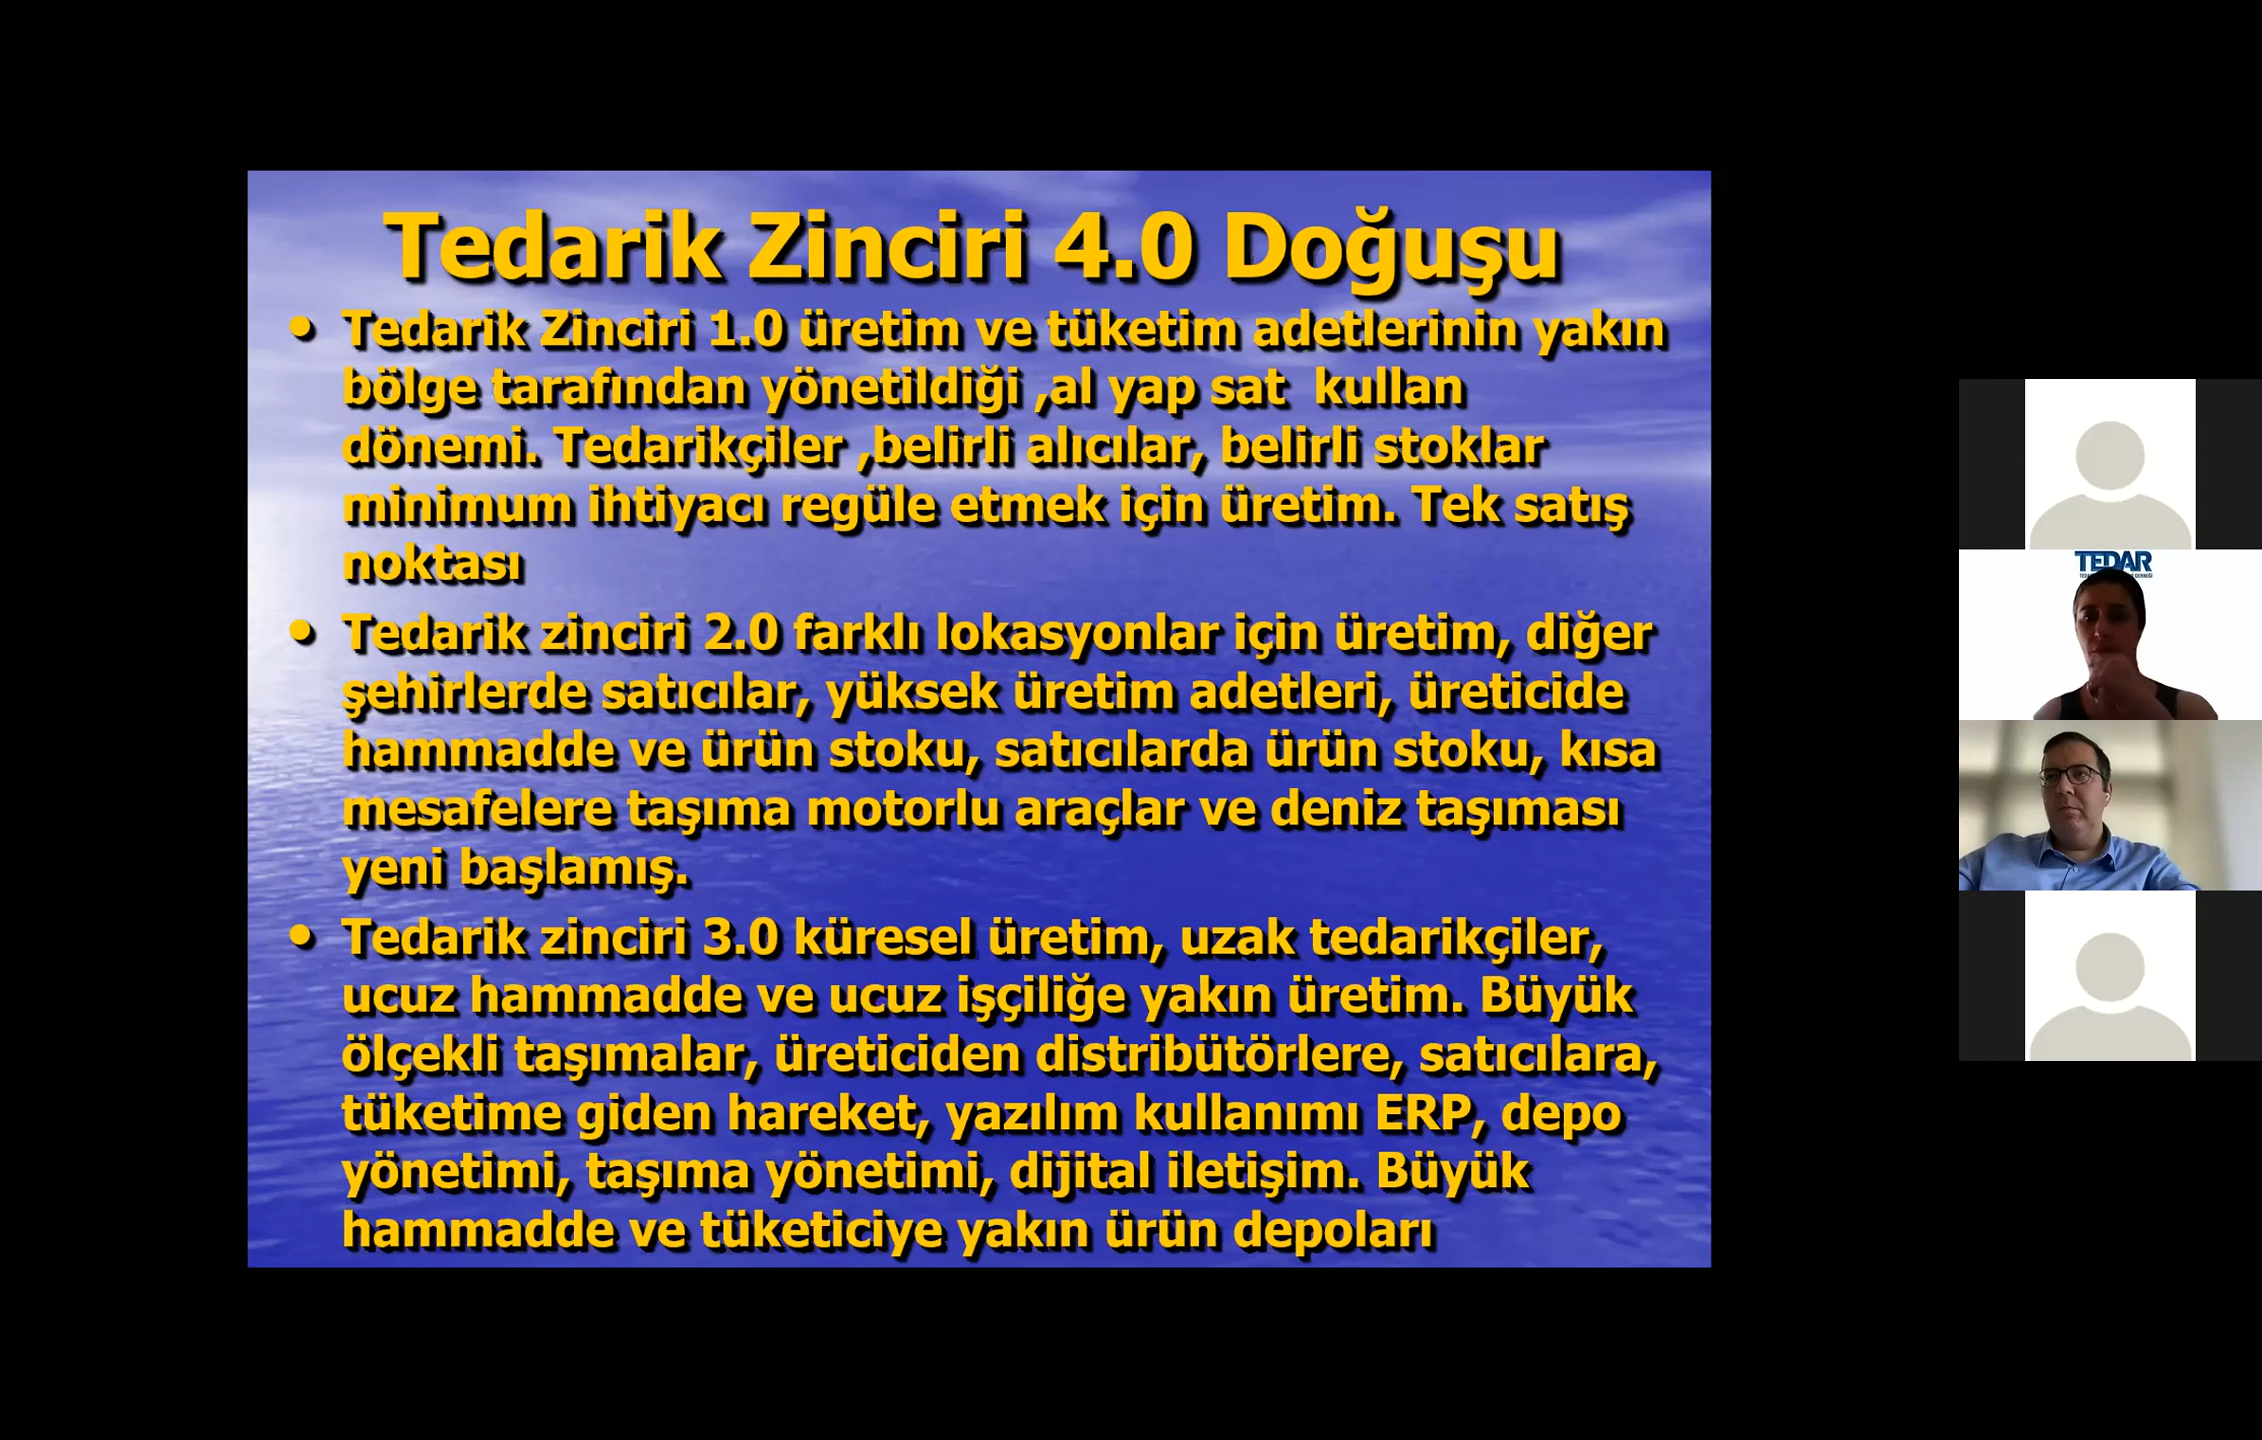 Tedarik Zinciri 4.0 Doğuşu
• Tedarik Zinciri 1.0 üretim ve tüketim adetlerinin yakın
bölge tarafından yönetildiği ,al yap sat  kullan
dönemi. Tedarikçiler ,belirli alıcılar, belirli stoklar
minimum ihtiyacı regüle etmek için üretim. Tek satış
noktası
• Tedarik zinciri 2.0 farklı lokasyonlar için üretim, diğer
şehirlerde satıcılar, yüksek üretim adetleri, üreticide
hammadde ve ürün stoku, satıcılarda ürün stoku, kısa
mesafelere taşıma motorlu araçlar ve deniz taşıması
yeni başlamış.
• Tedarik zinciri 3.0 küresel üretim, uzak tedarikçiler,
ucuz hammadde ve ucuz işçiliğe yakın üretim. Büyük
ölçekli taşımalar, üreticiden distribütörlere, satıcılara,
tüketime giden hareket, yazılım kullanımı ERP, depo
yönetimi, taşıma yönetimi, dijital iletişim. Büyük
hammadde ve tüketiciye yakın ürün depoları
TEDAR